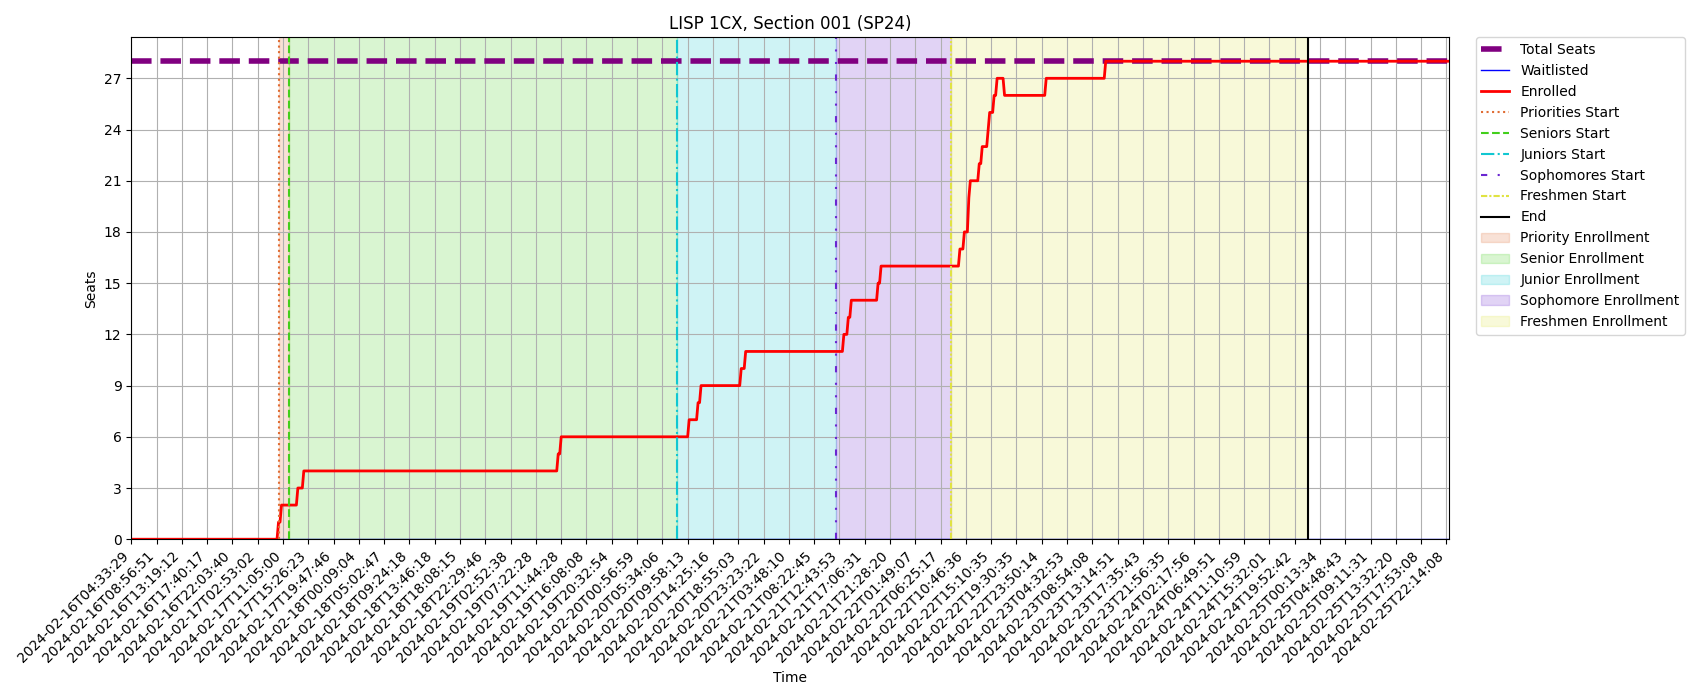 LISP 1CX, Section 001 (SP24)
Seats
27
24
21
18
15
12
9
6
3
0
2024-02-16T04:33:29
2024-02-16T08:56:51
2024-02-16T13:19:12
2024-02-16T17:40:17
2024-02-16T22:03:40
2024-02-17T02:53:02
2024-02-17T11:05:00
2024-02-17T15:26:23
2024-02-17T19:47:46
2024-02-18T00:09:04
2024-02-18T05:02:47
2024-02-18T09:24:18
2024-02-18T13:46:18
2024-02-18T18:08:15
2024-02-18T22:29:46
2024-02-19T02:52:38
2024-02-19T07:22:28
2024-02-19T11:44:28
2024-02-19T16:08:08
2024-02-19T20:32:54
2024-02-20T00:56:59
2024-02-20T05:34:06
2024-02-20T09:58:13
2024-02-20T14:25:16
2024-02-20T18:55:03
2024-02-20T23:23:22
2024-02-21T03:48:10
2024-02-21T08:22:45
2024-02-21T12:43:53
2024-02-21T17:06:31
2024-02-21T21:28:20
2024-02-22T01:49:07
2024-02-22T06:25:17
2024-02-22T10:46:36
2024-02-22T15:10:35
2024-02-22T19:30:35
2024-02-22T23:50:14
2024-02-23T04:32:53
2024-02-23T08:54:08
2024-02-23T13:14:51
2024-02-23T17:35:43
2024-02-23T21:56:35
2024-02-24T02:17:56
2024-02-24T06:49:51
2024-02-24T11:10:59
2024-02-24T15:32:01
2024-02-24T19:52:42
2024-02-25T00:13:34
2024-02-25T04:48:43
2024-02-25T09:11:31
2024-02-25T13:32:20
2024-02-25T17:53:08
2024-02-25T22:14:08
Time
Total Seats
Waitlisted
Enrolled
Priorities Start
Seniors Start
Juniors Start
Sophomores Start
Freshmen Start
End
Priority Enrollment
Senior Enrollment
Junior Enrollment
Sophomore Enrollment
Freshmen Enrollment